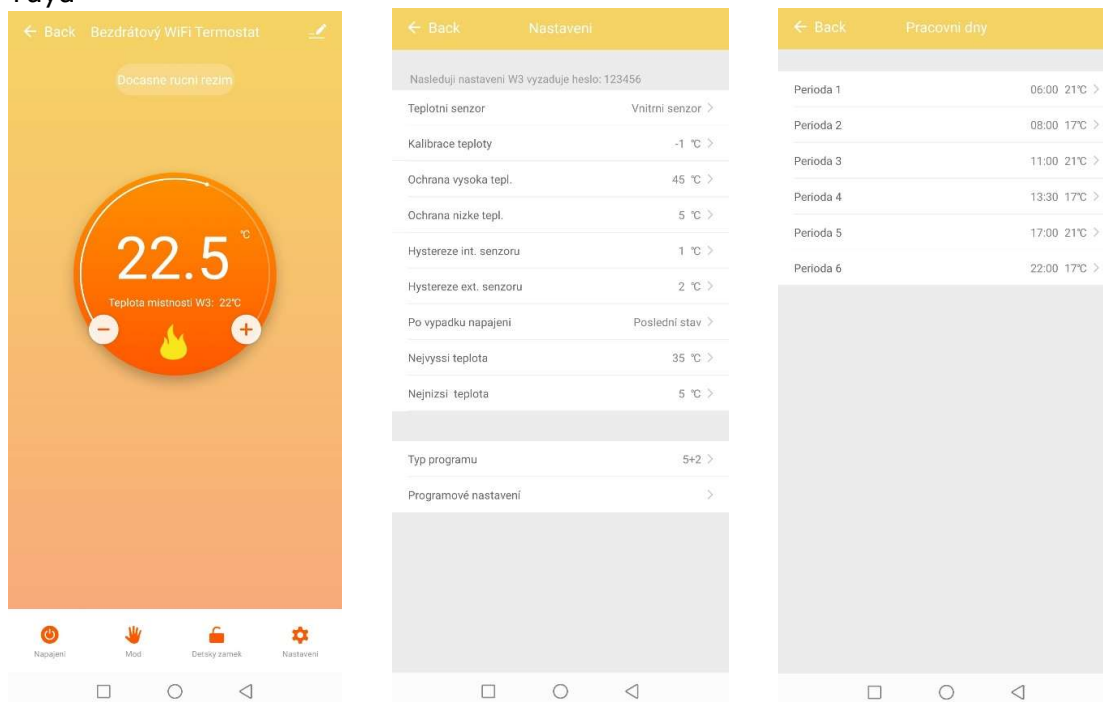 Tuya
← Back Bezdrátový WiFi Termostat
Docasne rucni rezim
22.5 °C
Teplota mistnosti W3: 22℃
Napajeni
Mod
Detsky zamek
Nastaveni
← Back Nastaveni
Nasleduji nastaveni W3 vyzaduje heslo: 123456
Teplotni senzor Vnitrni senzor >
Kalibrace teploty -1 ℃ >
Ochrana vysoka tepl. 45 ℃ >
Ochrana nizke tepl. 5 ℃ >
Hystereze int. senzoru 1 ℃ >
Hystereze ext. senzoru 2 ℃ >
Po vypadku napajeni Poslední stav >
Nejvyssi teplota 35 ℃ >
Nejnizsi teplota 5 ℃ >
Typ programu 5+2 >
Programové nastavení >
← Back Pracovni dny
Perioda 1 06:00 21℃ >
Perioda 2 08:00 17℃ >
Perioda 3 11:00 21℃ >
Perioda 4 13:30 17℃ >
Perioda 5 17:00 21℃ >
Perioda 6 22:00 17℃ >